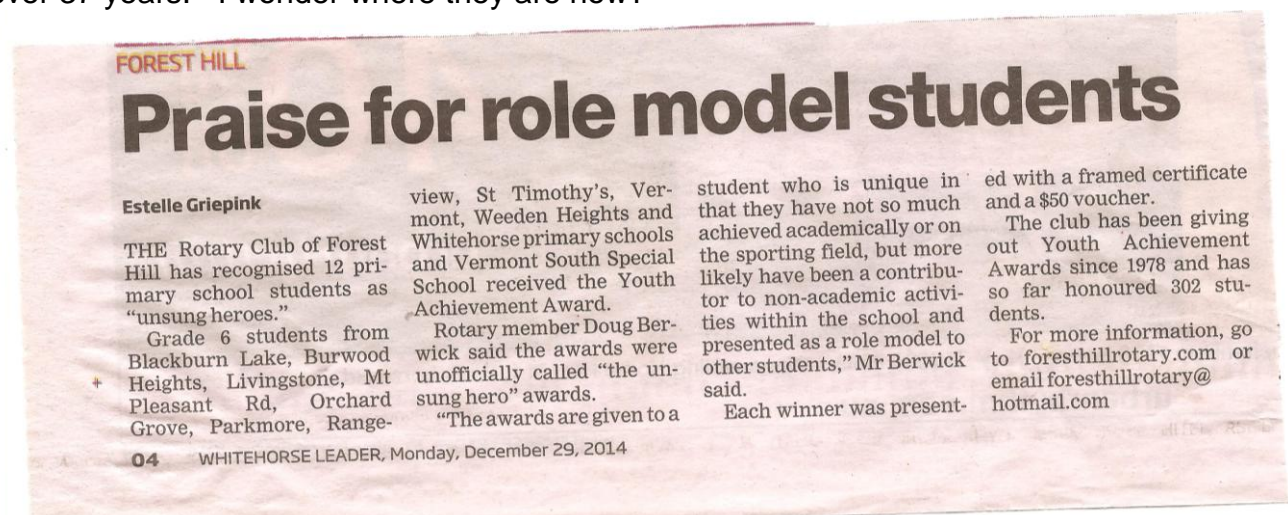 years. I wonder where they are now?
FOREST HILL
Praise for role model students
Estelle Griepink
THE Rotary Club of Forest
Hill has recognised 12 pri-
mary school students as
“unsung heroes.”
Grade 6 students from
Blackburn Lake, Burwood
Heights, Livingstone, Mt
Pleasant Rd, Orchard
Grove, Parkmore, Range-
view, St Timothy's, Ver-
mont, Weeden Heights and
Whitehorse primary schools
and Vermont South Special
School received the Youth
Achievement Award.
Rotary member Doug Ber-
wick said the awards were
unofficially called “the un-
sung hero” awards.
“The awards are given to a
student who is unique in
that they have not so much
achieved academically or on
the sporting field, but more
likely have been a contribu-
tor to non-academic activi-
ties within the school and
presented as a role model to
other students,” Mr Berwick
said.
Each winner was present-
ed with a framed certificate
and a $50 voucher.
The club has been giving
out Youth Achievement
Awards since 1978 and has
so far honoured 302 stu-
dents.
For more information, go
to foresthillrotary.com or
email foresthillrotary@
hotmail.com
04 WHITEHORSE LEADER, Monday, December 29, 2014